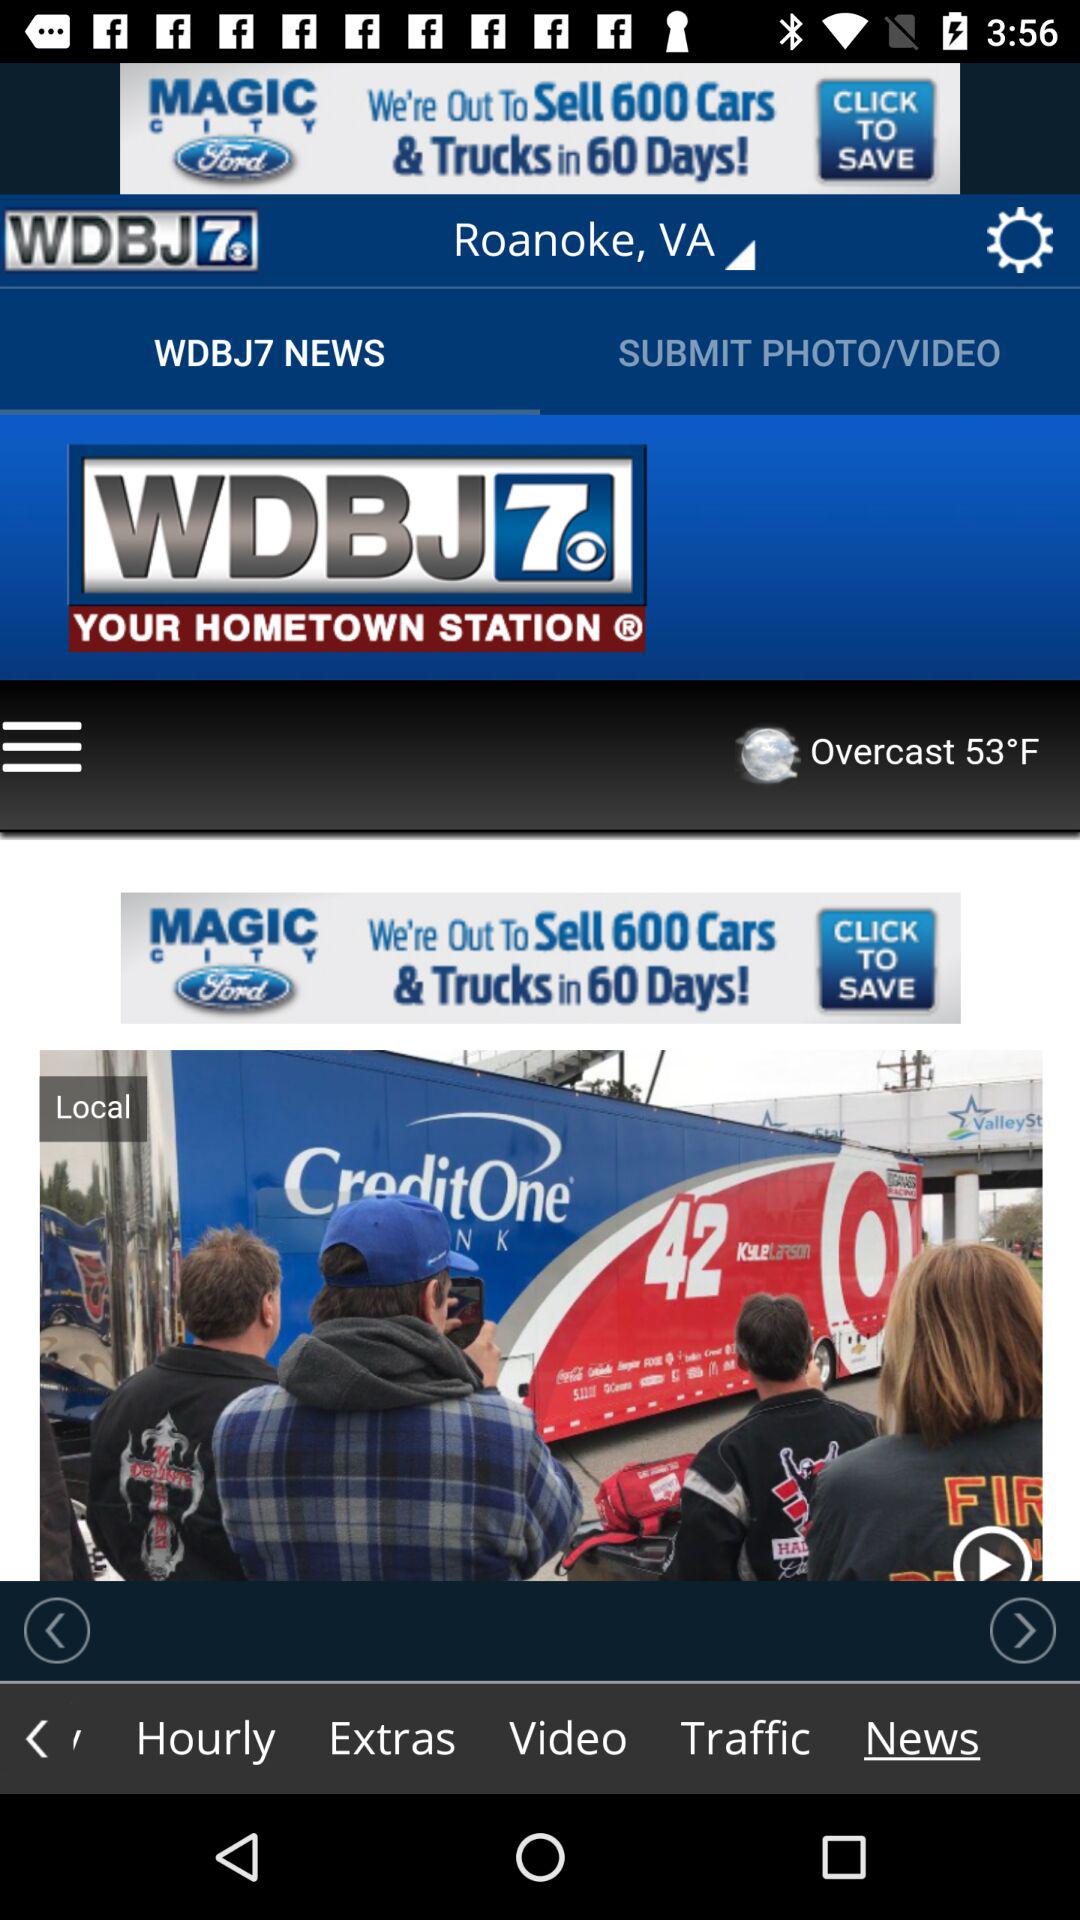 3:56
MAGIC
CITY
Ford
We're Out To Sell 600 Cars
& Trucks in 60 Days!
CLICK
TO
SAVE
WDBJ7
Roanoke, VA
WDBJ7 NEWS
SUBMIT PHOTO/VIDEO
WDBJ7
YOUR HOMETOWN STATION ®
Overcast 53°F
MAGIC
CITY
Ford
We're Out To Sell 600 Cars
& Trucks in 60 Days!
CLICK
TO
SAVE
Local
ValleySt
CreditOne
NK
42
Kyle Larson
FIR
Hourly
Extras
Video
Traffic
News